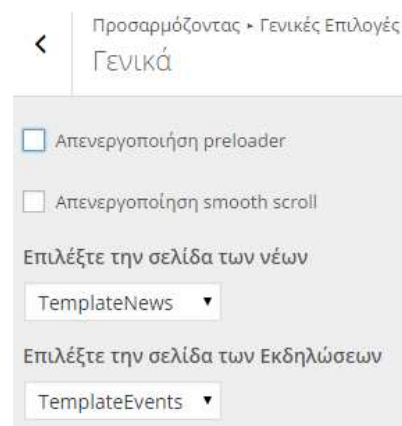 Προσαρμόζοντας ▸ Γενικές Επιλογές
Γενικά
Απενεργοποιήση preloader
Απενεργοποίηση smooth scroll
Επιλέξτε την σελίδα των νέων
TemplateNews
Επιλέξτε την σελίδα των Εκδηλώσεων
TemplateEvents